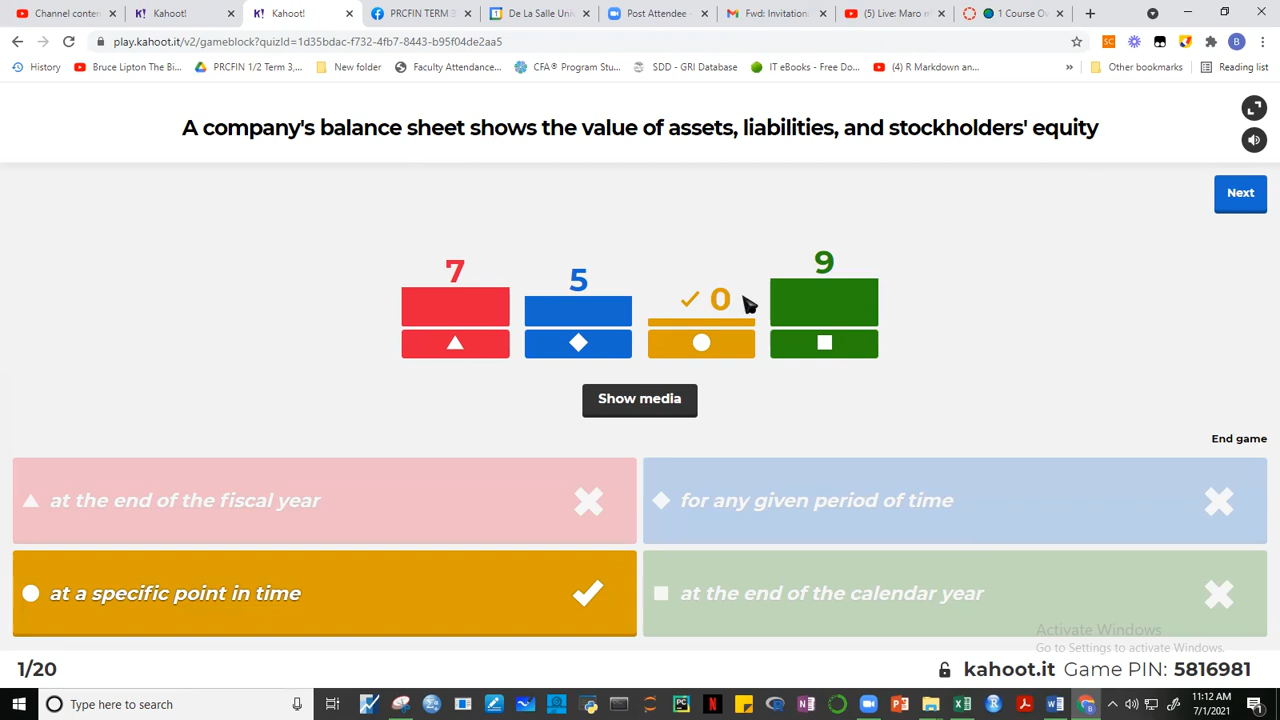 Channel conten
Kahoot!
Kahoot!
PRCFIN TERM 3
De La Salle Univ
Post Attendee -
Fwd: Invitation:
(5) Live: Maro m
1 Course Ov
play.kahoot.it/v2/gameblock?quizId=1d35bdac-f732-4fb7-8443-b95f04de2aa5
History
Bruce Lipton The Bi...
PRCFIN 1/2 Term 3,...
New folder
Faculty Attendance...
CFA® Program Stu...
SDD - GRI Database
IT eBooks - Free Do...
(4) R Markdown an...
»
Other bookmarks
Reading list
A company's balance sheet shows the value of assets, liabilities, and stockholders' equity
Next
7
5
0
9
Show media
End game
at the end of the fiscal year
for any given period of time
at a specific point in time
at the end of the calendar year
Activate Windows
Go to Settings to activate Windows.
1/20
kahoot.it Game PIN: 5816981
Type here to search
11:12 AM
7/1/2021